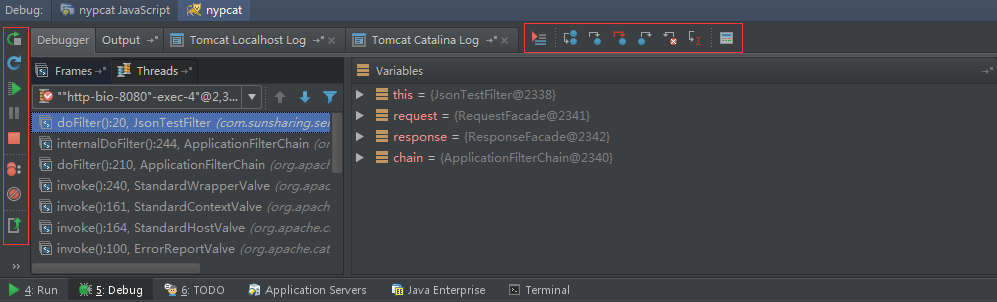 Debug: nypcat JavaScript nypcat
Debugger Output Tomcat Localhost Log Tomcat Catalina Log
Frames Threads
""http-bio-8080"-exec-4"@2,3...
doFilter():20, JsonTestFilter (com.sunsharing.se
internalDoFilter():244, ApplicationFilterChain (or
doFilter():210, ApplicationFilterChain (org.apac
invoke():240, StandardWrapperValve (org.apac
invoke():161, StandardContextValve (org.apac
invoke():164, StandardHostValve (org.apache.c
invoke():100, ErrorReportValve (org.apache.cat
Variables
this = {JsonTestFilter@2338}
request = {RequestFacade@2341}
response = {ResponseFacade@2342}
chain = {ApplicationFilterChain@2340}
4: Run 5: Debug 6: TODO Application Servers Java Enterprise Terminal